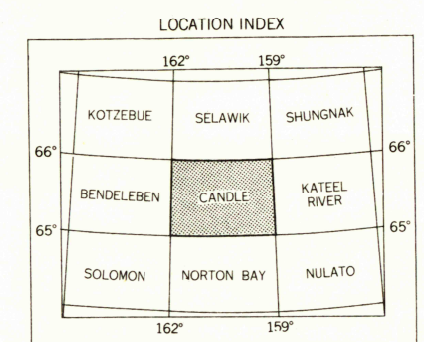 LOCATION INDEX
162° 159°
KOTZEBUE SELAWIK SHUNGNAK
66° 66°
BENDELEBEN CANDLE KATEEL
RIVER
65° 65°
SOLOMON NORTON BAY NULATO
162° 159°